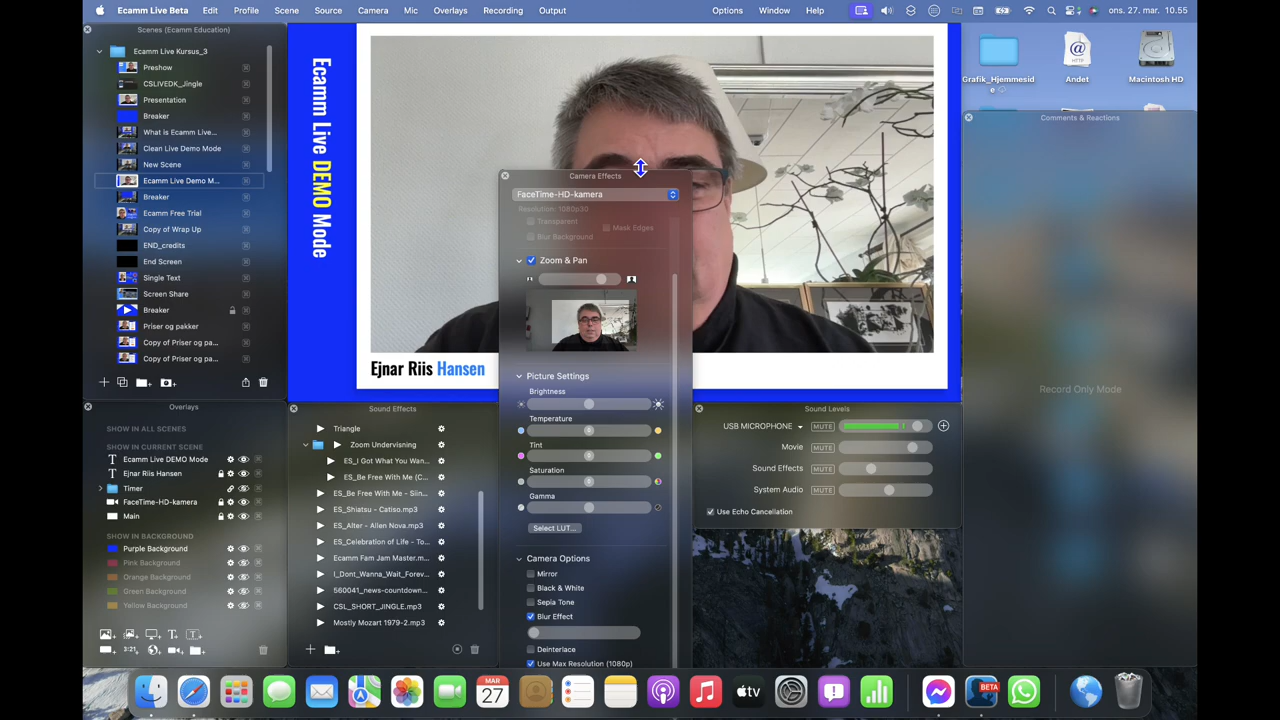 Ecamm Live Beta Edit Profile Scene Source Camera Mic Overlays Recording Output Options Window Help ons. 27. mar. 10.55
Scenes (Ecamm Education)
Ecamm Live Kursus_3
Preshow
CSLIVEDK_Jingle
Presentation
Breaker
What is Ecamm Live...
Clean Live Demo Mode
New Scene
Ecamm Live Demo M...
Breaker
Ecamm Free Trial
Copy of Wrap Up
END_credits
End Screen
Single Text
Screen Share
Breaker
Priser og pakker
Copy of Priser og pa...
Copy of Priser og pa...
Ecamm Live DEMO Mode
Ejnar Riis Hansen
Camera Effects
FaceTime-HD-kamera
Resolution: 1080p30
Transparent
Mask Edges
Blur Background
Zoom & Pan
Picture Settings
Brightness
Temperature
0
Tint
0
Saturation
0
Gamma
Select LUT...
Camera Options
Mirror
Black & White
Sepia Tone
Blur Effect
Deinterlace
Use Max Resolution (1080p)
Grafik_Hjemmeside
Andet
Macintosh HD
HTTP
Comments & Reactions
Record Only Mode
Overlays
SHOW IN ALL SCENES
SHOW IN CURRENT SCENE
Ecamm Live DEMO Mode
Ejnar Riis Hansen
Timer
FaceTime-HD-kamera
Main
SHOW IN BACKGROUND
Purple Background
Pink Background
Orange Background
Green Background
Yellow Background
3:21
Sound Effects
Triangle
Zoom Undervisning
ES_I Got What You Wan...
ES_Be Free With Me (C...
ES_Be Free With Me - Siin...
ES_Shiatsu - Catiso.mp3
ES_Alter - Allen Nova.mp3
ES_Celebration of Life - To...
Ecamm Fam Jam Master.m...
I_Dont_Wanna_Wait_Forev...
560041_news-countdown...
CSL_SHORT_JINGLE.mp3
Mostly Mozart 1979-2.mp3
Sound Levels
USB MICROPHONE MUTE
Movie MUTE
Sound Effects MUTE
System Audio MUTE
Use Echo Cancellation
MAR
27
tv
BETA